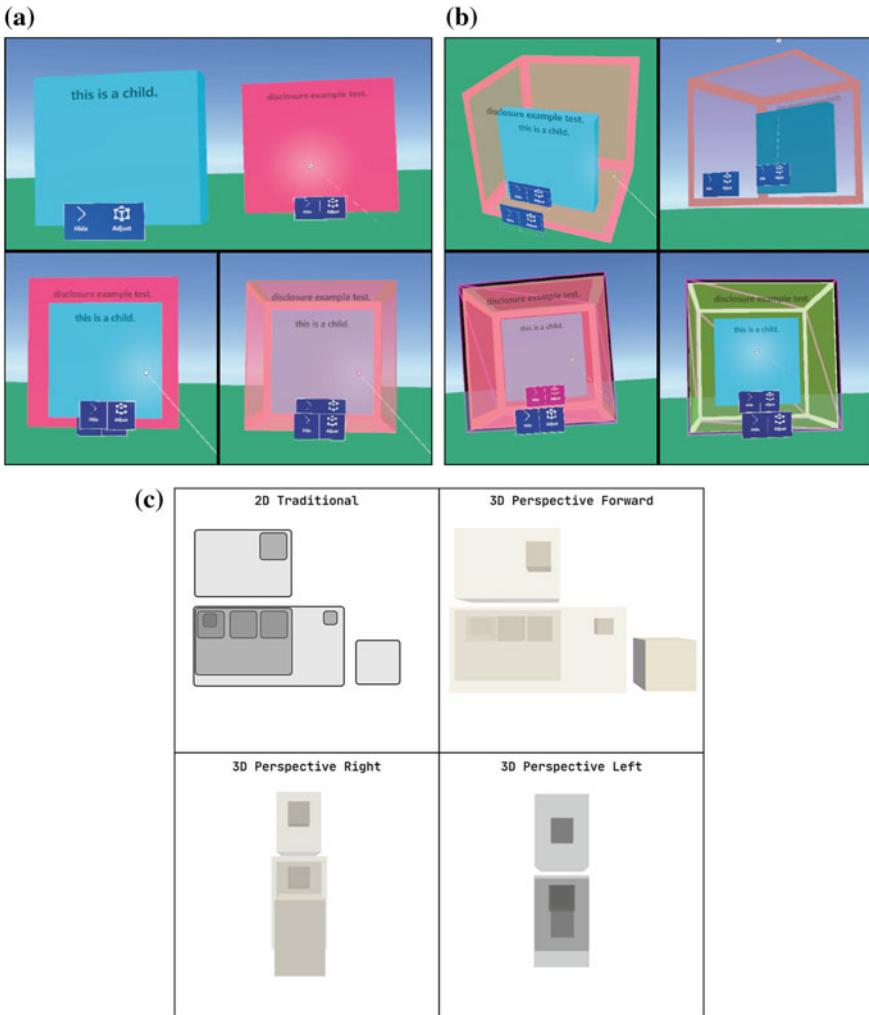 (a)
this is a child.
disclosure example test.
Hide Adjust
Hide Adjust
disclosure example test.
this is a child.
disclosure example test.
this is a child.
(b)
disclosure example test.
this is a child.
disclosure example test.
this is a child.
disclosure example test.
this is a child.
(c)
2D Traditional
3D Perspective Forward
3D Perspective Right
3D Perspective Left